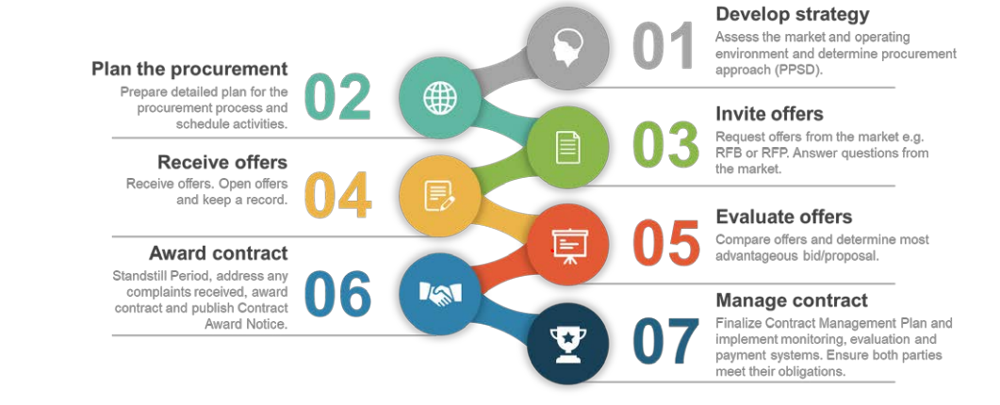 01
Develop strategy
Assess the market and operating
environment and determine procurement
approach (PPSD).
Plan the procurement
Prepare detailed plan for the
procurement process and
schedule activities.
02
03
Invite offers
Request offers from the market e.g.
RFB or RFP. Answer questions from
the market.
Receive offers
Receive offers. Open offers
and keep a record.
04
05
Evaluate offers
Compare offers and determine most
advantageous bid/proposal.
Award contract
Standstill Period, address any
complaints received, award
contract and publish Contract
Award Notice.
06
07
Manage contract
Finalize Contract Management Plan and
implement monitoring, evaluation and
payment systems. Ensure both parties
meet their obligations.